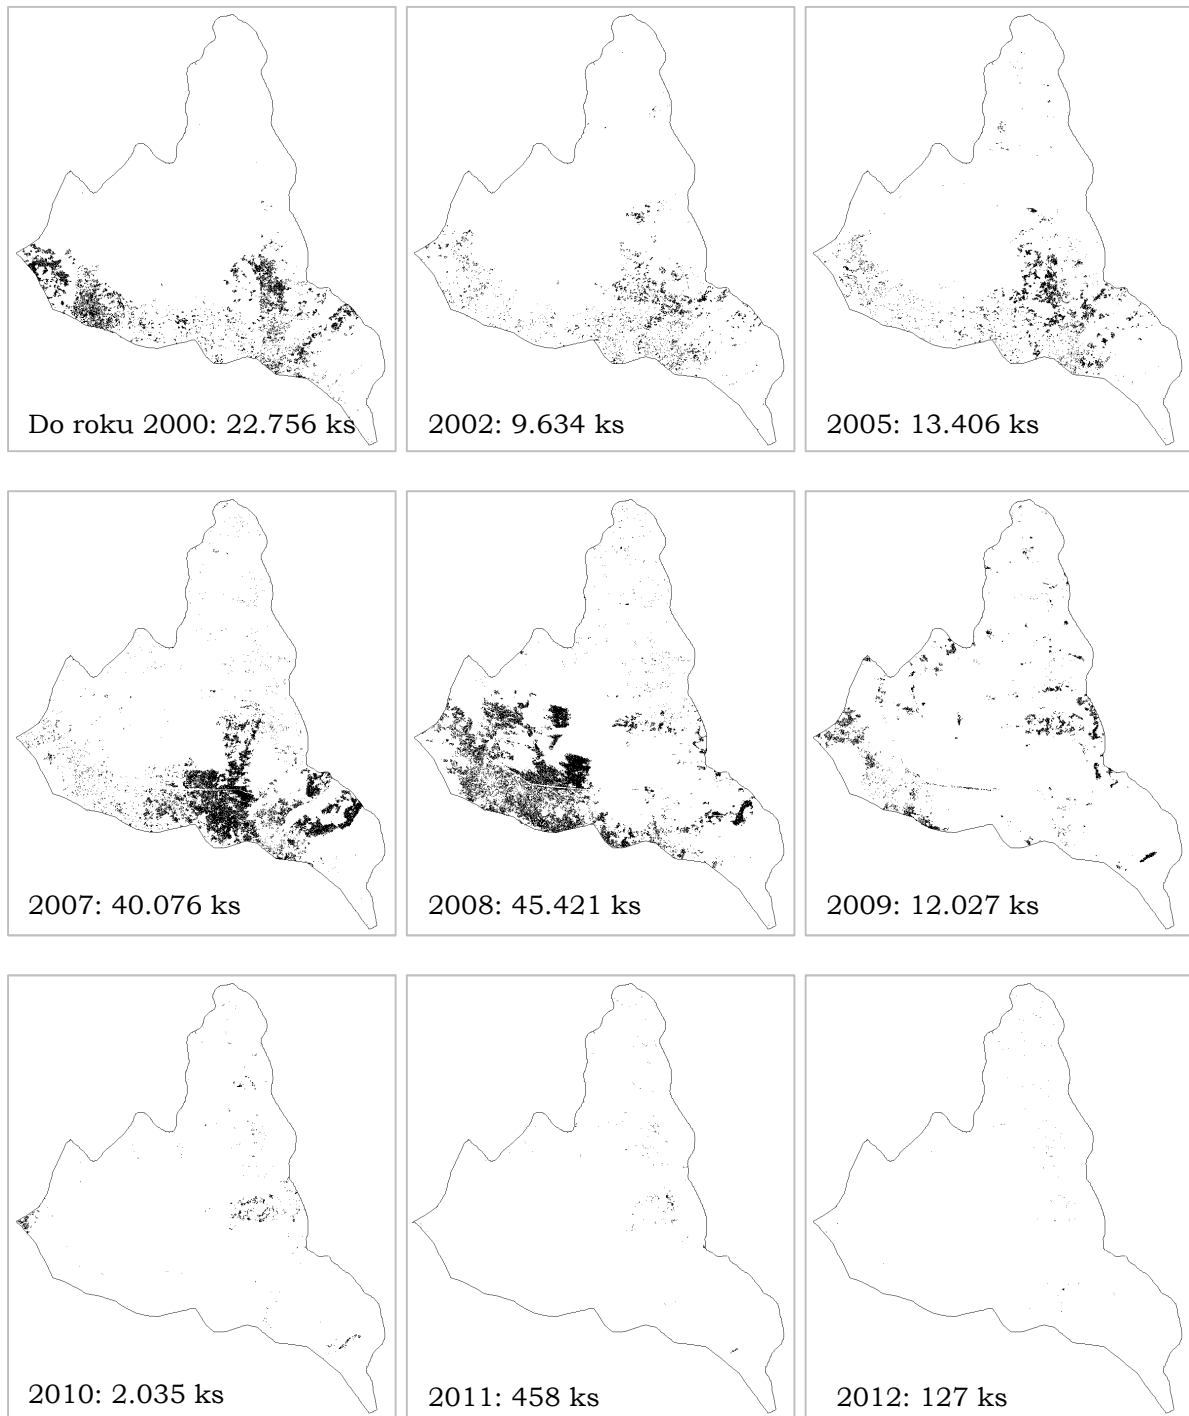 Do roku 2000: 22.756 ks
2002: 9.634 ks
2005: 13.406 ks
2007: 40.076 ks
2008: 45.421 ks
2009: 12.027 ks
2010: 2.035 ks
2011: 458 ks
2012: 127 ks